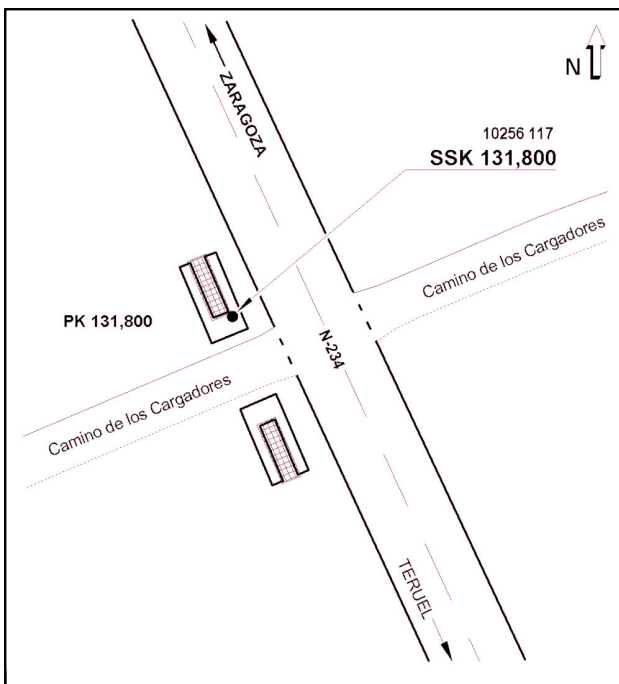 ZARAGOZA
N
10256 117
SSK 131,800
Camino de los Cargadores
PK 131,800
N-234
Camino de los Cargadores
TERUEL